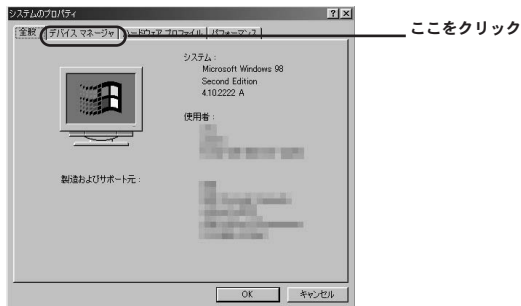 システムのプロパティ
全般 デバイス マネージャ ハードウェア プロファイル パフォーマンス
ここをクリック
システム：
Microsoft Windows 98
Second Edition
4.10.2222 A
使用者：
製造およびサポート元：
OK キャンセル